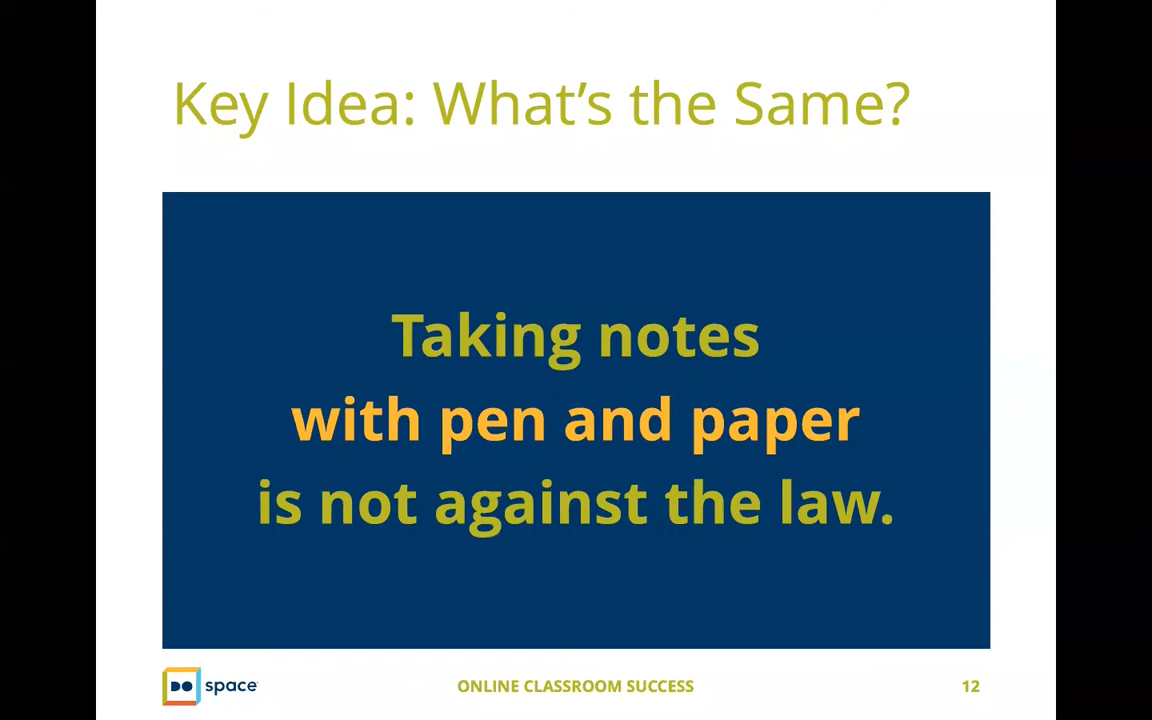 Key Idea: What’s the Same?
Taking notes
with pen and paper
is not against the law.
DO space
ONLINE CLASSROOM SUCCESS
12